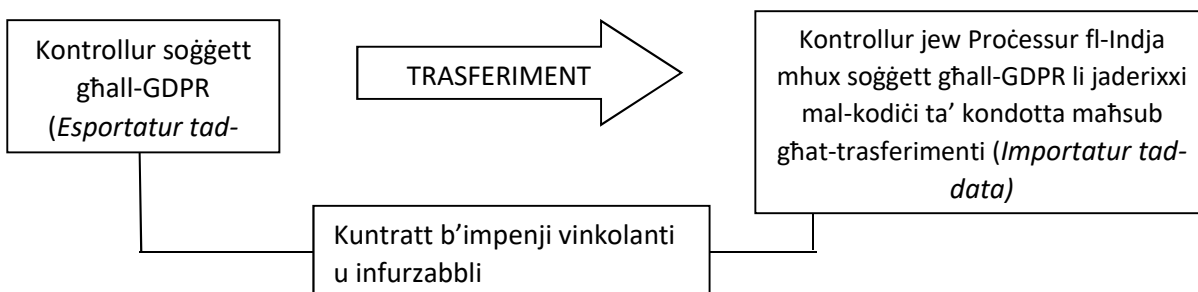 Kontrollur soġġett
għall-GDPR
(Esportatur tad-
TRASFERIMENT
Kontrollur jew Proċessur fl-Indja
mhux soġġett għall-GDPR li jaderixxi
mal-kodiċi ta’ kondotta maħsub
għat-trasferimenti (Importatur tad-
data)
Kuntratt b’impenji vinkolanti
u infurzabbli